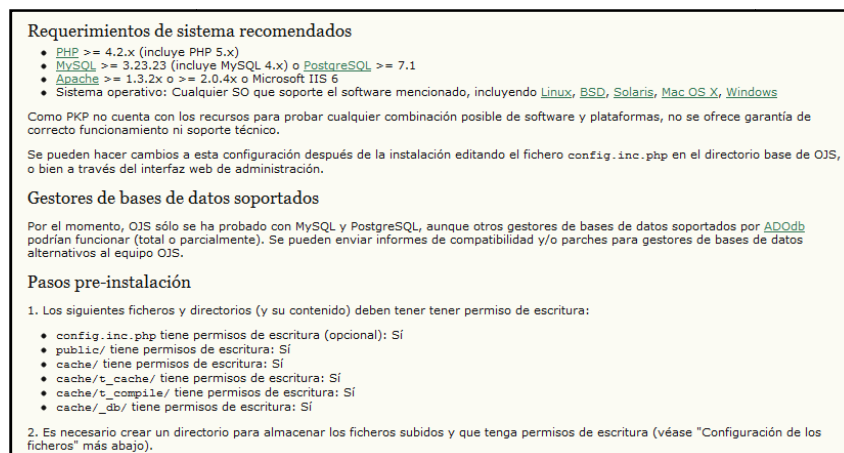 Requerimientos de sistema recomendados
• PHP >= 4.2.x (incluye PHP 5.x)
• MySQL >= 3.23.23 (incluye MySQL 4.x) o PostgreSQL >= 7.1
• Apache >= 1.3.2x o >= 2.0.4x o Microsoft IIS 6
• Sistema operativo: Cualquier SO que soporte el software mencionado, incluyendo Linux, BSD, Solaris, Mac OS X, Windows
Como PKP no cuenta con los recursos para probar cualquier combinación posible de software y plataformas, no se ofrece garantía de
correcto funcionamiento ni soporte técnico.
Se pueden hacer cambios a esta configuración después de la instalación editando el fichero config.inc.php en el directorio base de OJS,
o bien a través del interfaz web de administración.
Gestores de bases de datos soportados
Por el momento, OJS sólo se ha probado con MySQL y PostgreSQL, aunque otros gestores de bases de datos soportados por ADOdb
podrían funcionar (total o parcialmente). Se pueden enviar informes de compatibilidad y/o parches para gestores de bases de datos
alternativos al equipo OJS.
Pasos pre-instalación
1. Los siguientes ficheros y directorios (y su contenido) deben tener tener permiso de escritura:
• config.inc.php tiene permisos de escritura (opcional): Sí
• public/ tiene permisos de escritura: Sí
• cache/ tiene permisos de escritura: Sí
• cache/t_cache/ tiene permisos de escritura: Sí
• cache/t_compile/ tiene permisos de escritura: Sí
• cache/_db/ tiene permisos de escritura: Sí
2. Es necesario crear un directorio para almacenar los ficheros subidos y que tenga permisos de escritura (véase "Configuración de los
ficheros" más abajo).